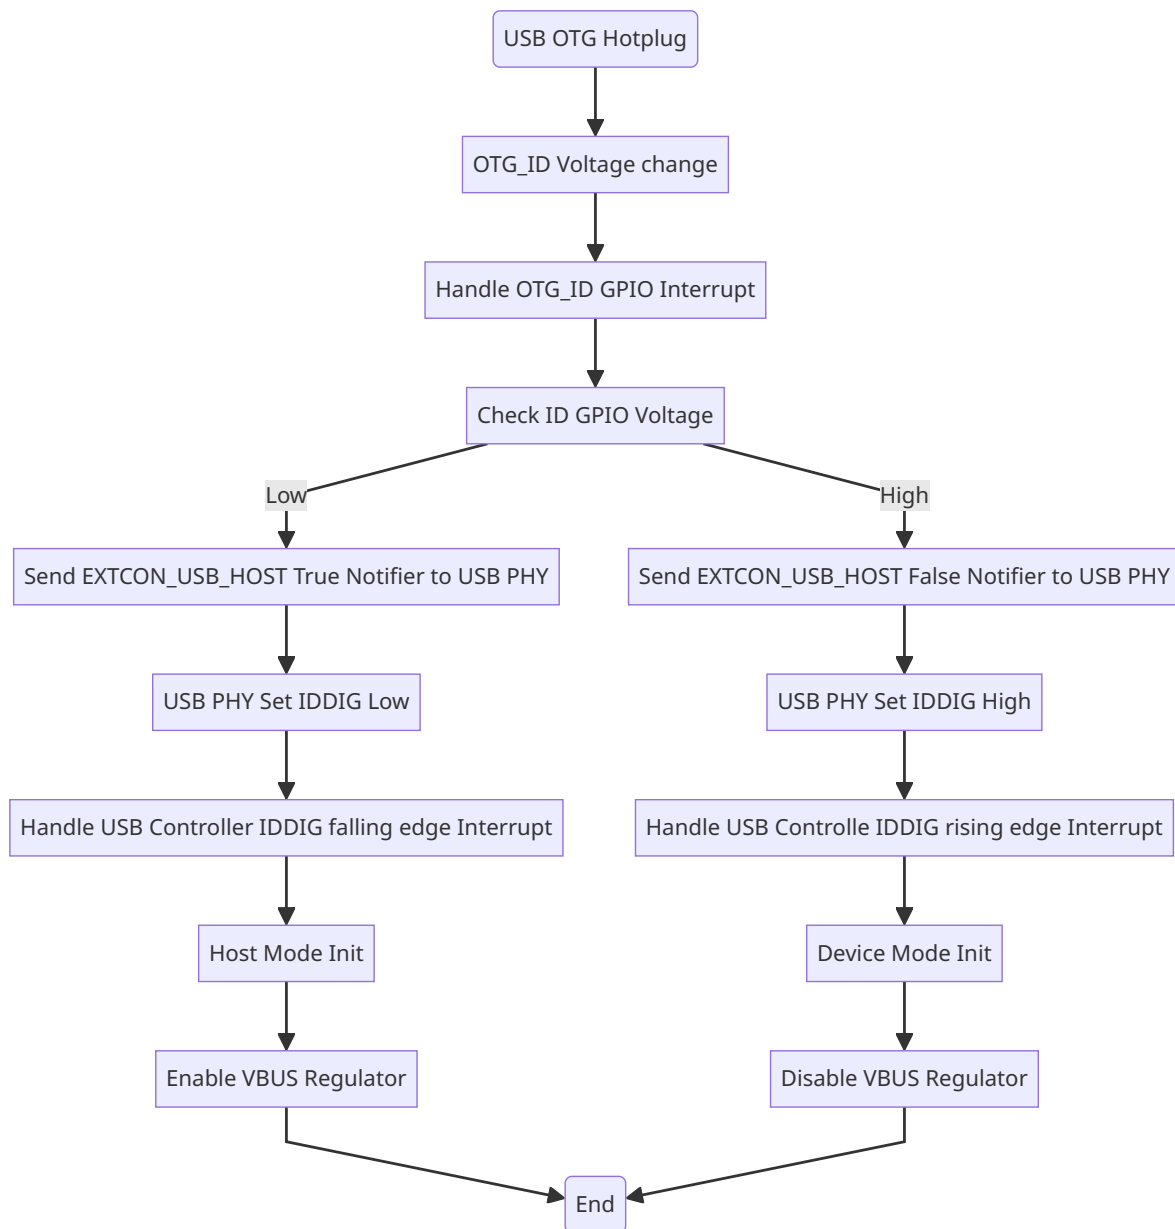 USB OTG Hotplug
OTG_ID Voltage change
Handle OTG_ID GPIO Interrupt
Check ID GPIO Voltage
Low
High
Send EXTCON_USB_HOST True Notifier to USB PHY
Send EXTCON_USB_HOST False Notifier to USB PHY
USB PHY Set IDDIG Low
USB PHY Set IDDIG High
Handle USB Controller IDDIG falling edge Interrupt
Handle USB Controlle IDDIG rising edge Interrupt
Host Mode Init
Device Mode Init
Enable VBUS Regulator
Disable VBUS Regulator
End